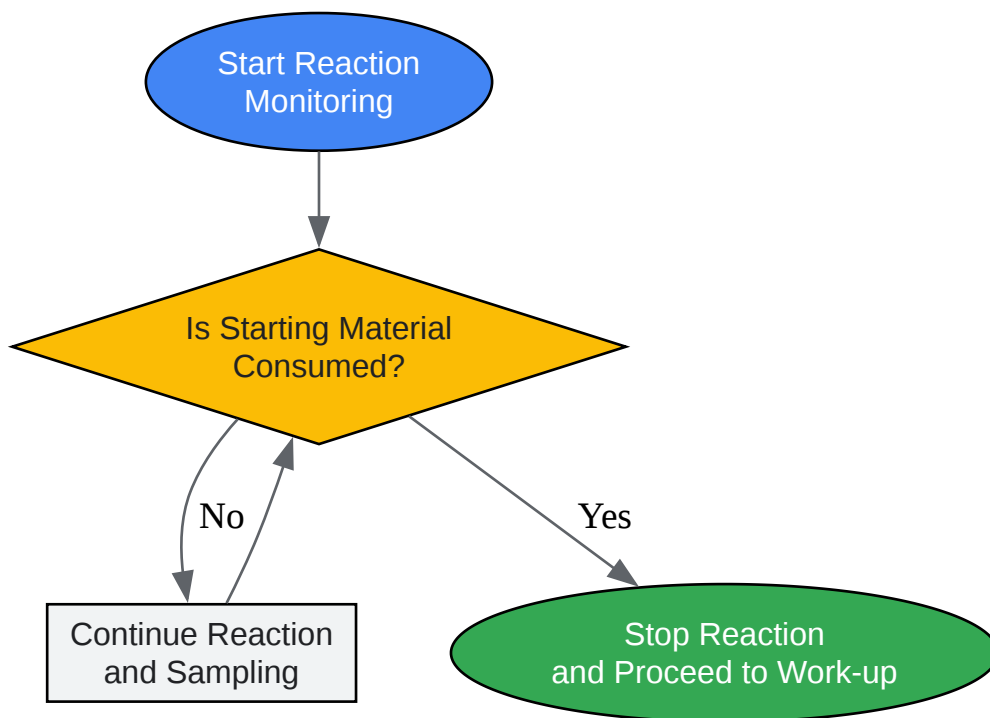 Start Reaction
Monitoring
Is Starting Material
Consumed?
No
Yes
Continue Reaction
and Sampling
Stop Reaction
and Proceed to Work-up